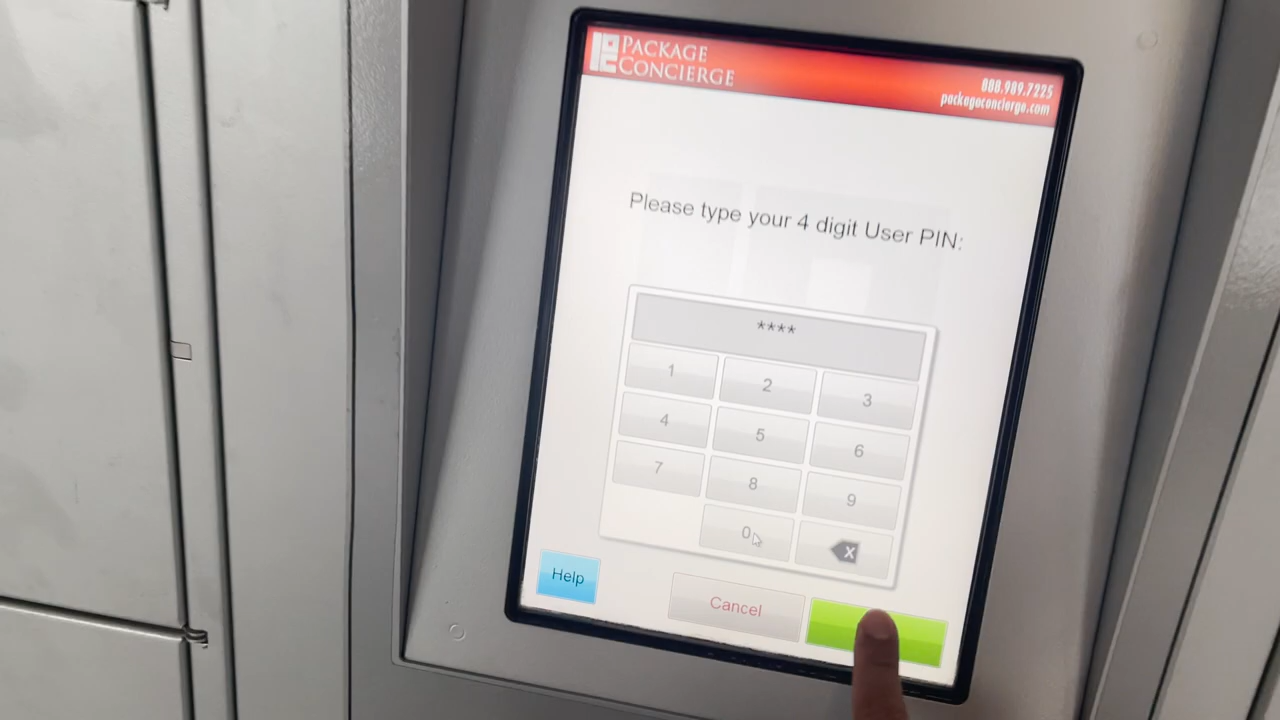 PACKAGE
CONCIERGE
888.989.7225
packageconcierge.com
Please type your 4 digit User PIN:
****
1 2 3
4 5 6
7 8 9
0 X
Help
Cancel